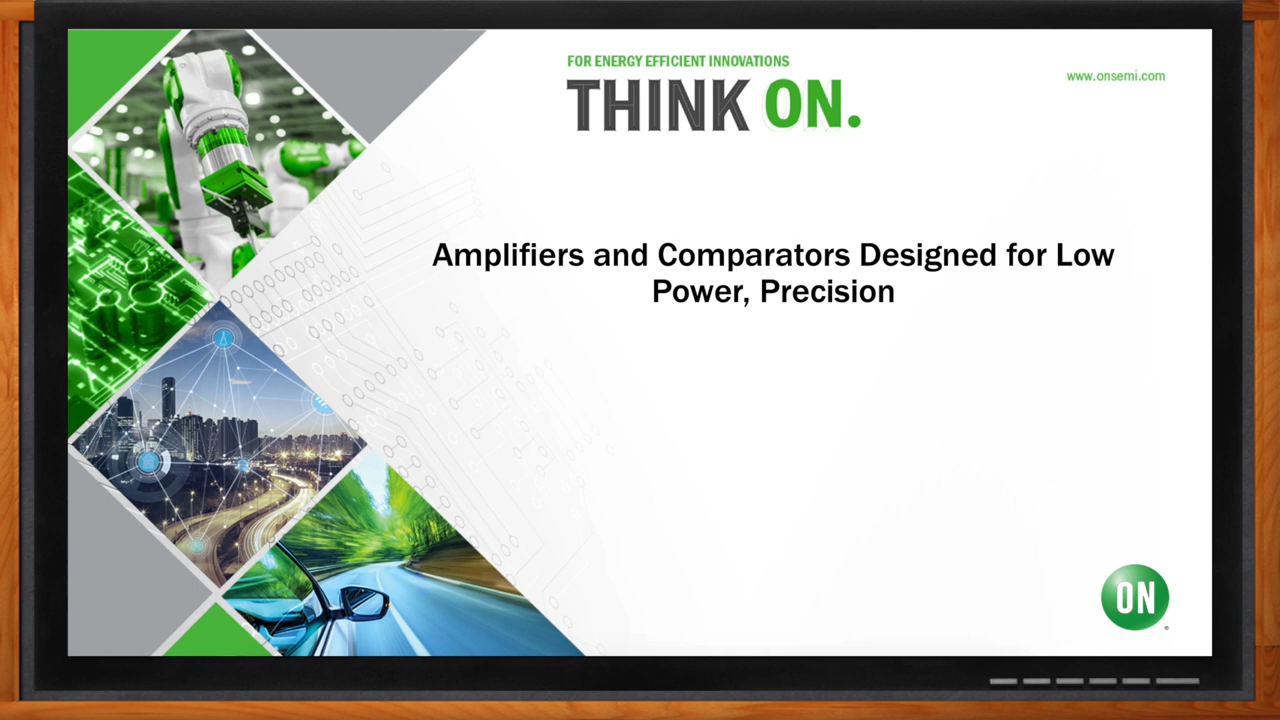 FOR ENERGY EFFICIENT INNOVATIONS
THINK ON.
www.onsemi.com
Amplifiers and Comparators Designed for Low
Power, Precision
ON
®